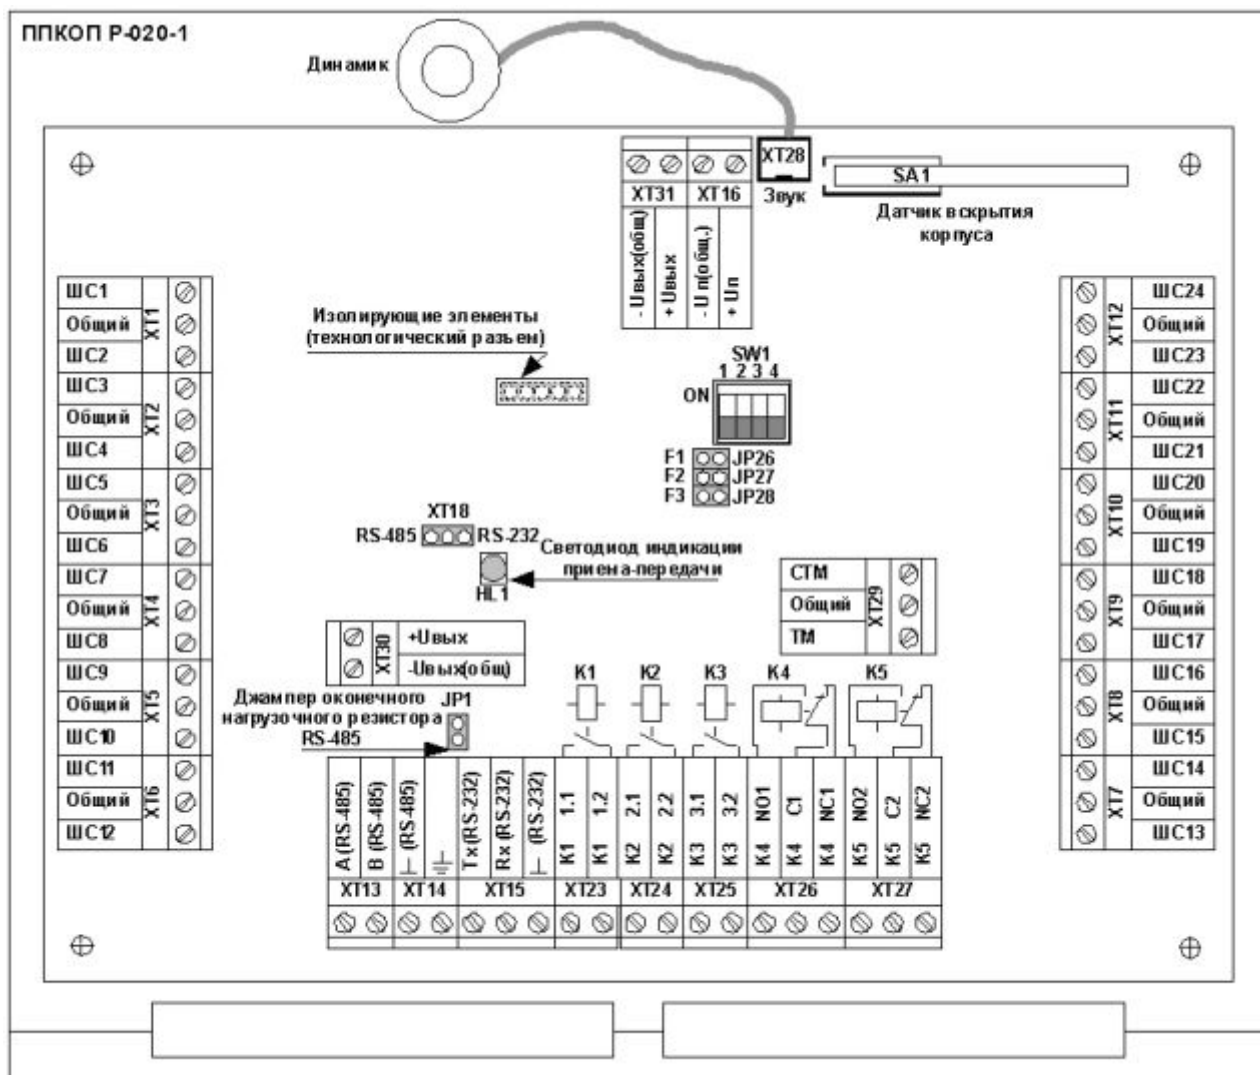 ППКОП Р-020-1
Динамик
XT28
Звук
SA1
Датчик вскрытия
корпуса
XT31
XT16
- Uвых(общ)
+ Uвых
- Uп(общ.)
+ Uп
Изолирующие элементы
(технологический разъем)
SW1
1 2 3 4
ON
F1
JP26
F2
JP27
F3
JP28
XT18
RS-485
RS-232
Светодиод индикации
приема-передачи
HL1
ШС1
Общий
ШС2
XT1
ШС3
Общий
ШС4
XT2
ШС5
Общий
ШС6
XT3
ШС7
Общий
ШС8
XT4
ШС9
Общий
ШС10
XT5
ШС11
Общий
ШС12
XT6
ШС24
Общий
ШС23
XT12
ШС22
Общий
ШС21
XT11
ШС20
Общий
ШС19
XT10
ШС18
Общий
ШС17
XT9
ШС16
Общий
ШС15
XT8
ШС14
Общий
ШС13
XT7
СТМ
Общий
ТМ
XT29
XT30
+Uвых
-Uвых(общ)
Джампер оконечного
нагрузочного резистора
RS-485
JP1
K1
K2
K3
K4
K5
A (RS-485)
B (RS-485)
⊥ (RS-485)
Tx (RS-232)
Rx (RS-232)
⊥ (RS-232)
K1 1.1
K1 1.2
K2 2.1
K2 2.2
K3 3.1
K3 3.2
K4 NO1
K4 C1
K4 NC1
K5 NO2
K5 C2
K5 NC2
XT13
XT14
XT15
XT23
XT24
XT25
XT26
XT27